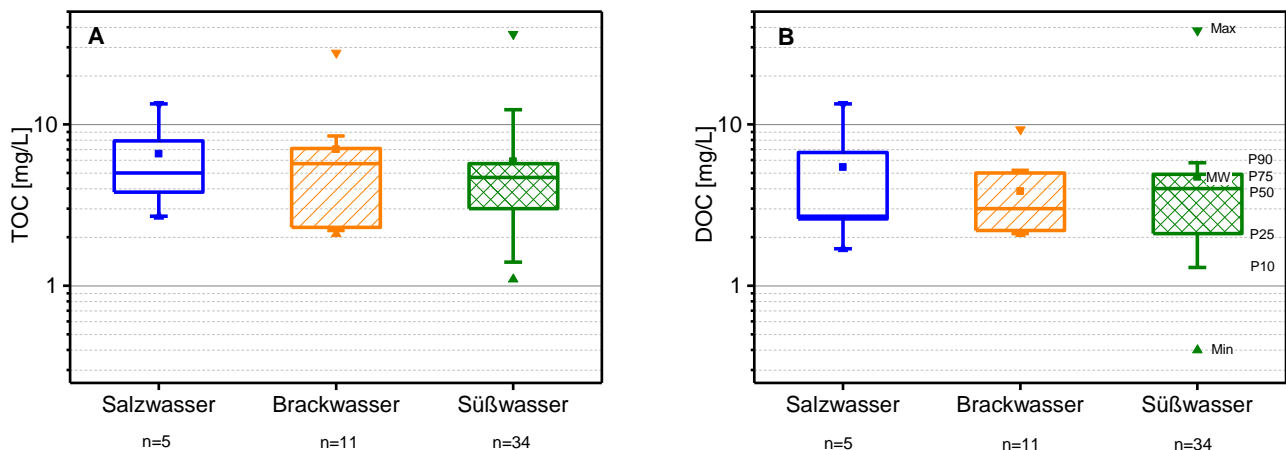 A
TOC [mg/L]
10
1
Salzwasser
Brackwasser
Süßwasser
n=5
n=11
n=34
B
DOC [mg/L]
10
1
Max
P90
MW
P75
P50
P25
P10
Min
Salzwasser
Brackwasser
Süßwasser
n=5
n=11
n=34